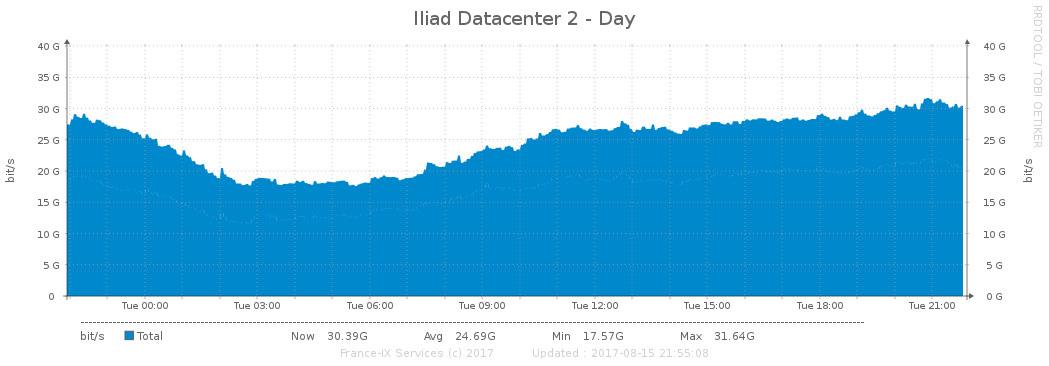 Iliad Datacenter 2 - Day
RRDTOOL / TOBI OETIKER
40 G 40 G
35 G 35 G
30 G 30 G
25 G 25 G
20 G 20 G
15 G 15 G
10 G 10 G
5 G 5 G
0 0 G
bit/s bit/s
Tue 00:00 Tue 03:00 Tue 06:00 Tue 09:00 Tue 12:00 Tue 15:00 Tue 18:00 Tue 21:00
bit/s Total Now 30.39G Avg 24.69G Min 17.57G Max 31.64G
France-IX Services (c) 2017 Updated : 2017-08-15 21:55:08